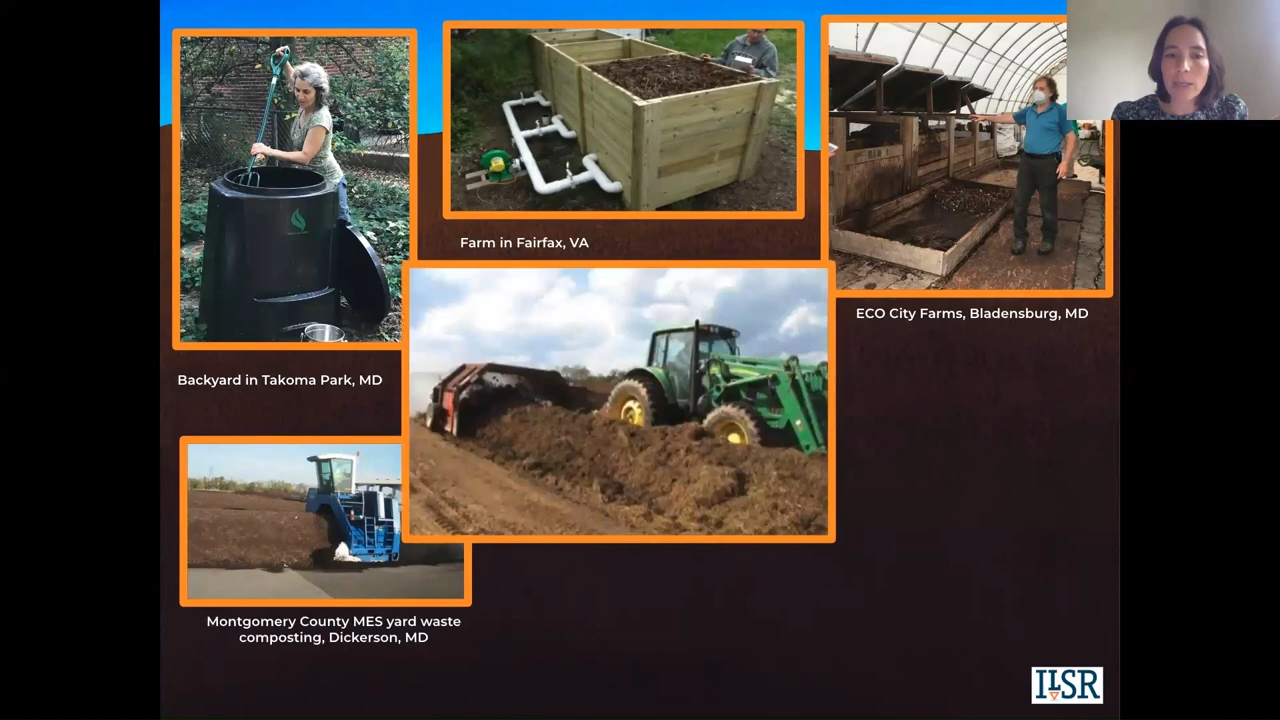 Farm in Fairfax, VA
ECO City Farms, Bladensburg, MD
Backyard in Takoma Park, MD
Montgomery County MES yard waste
composting, Dickerson, MD
ILSR